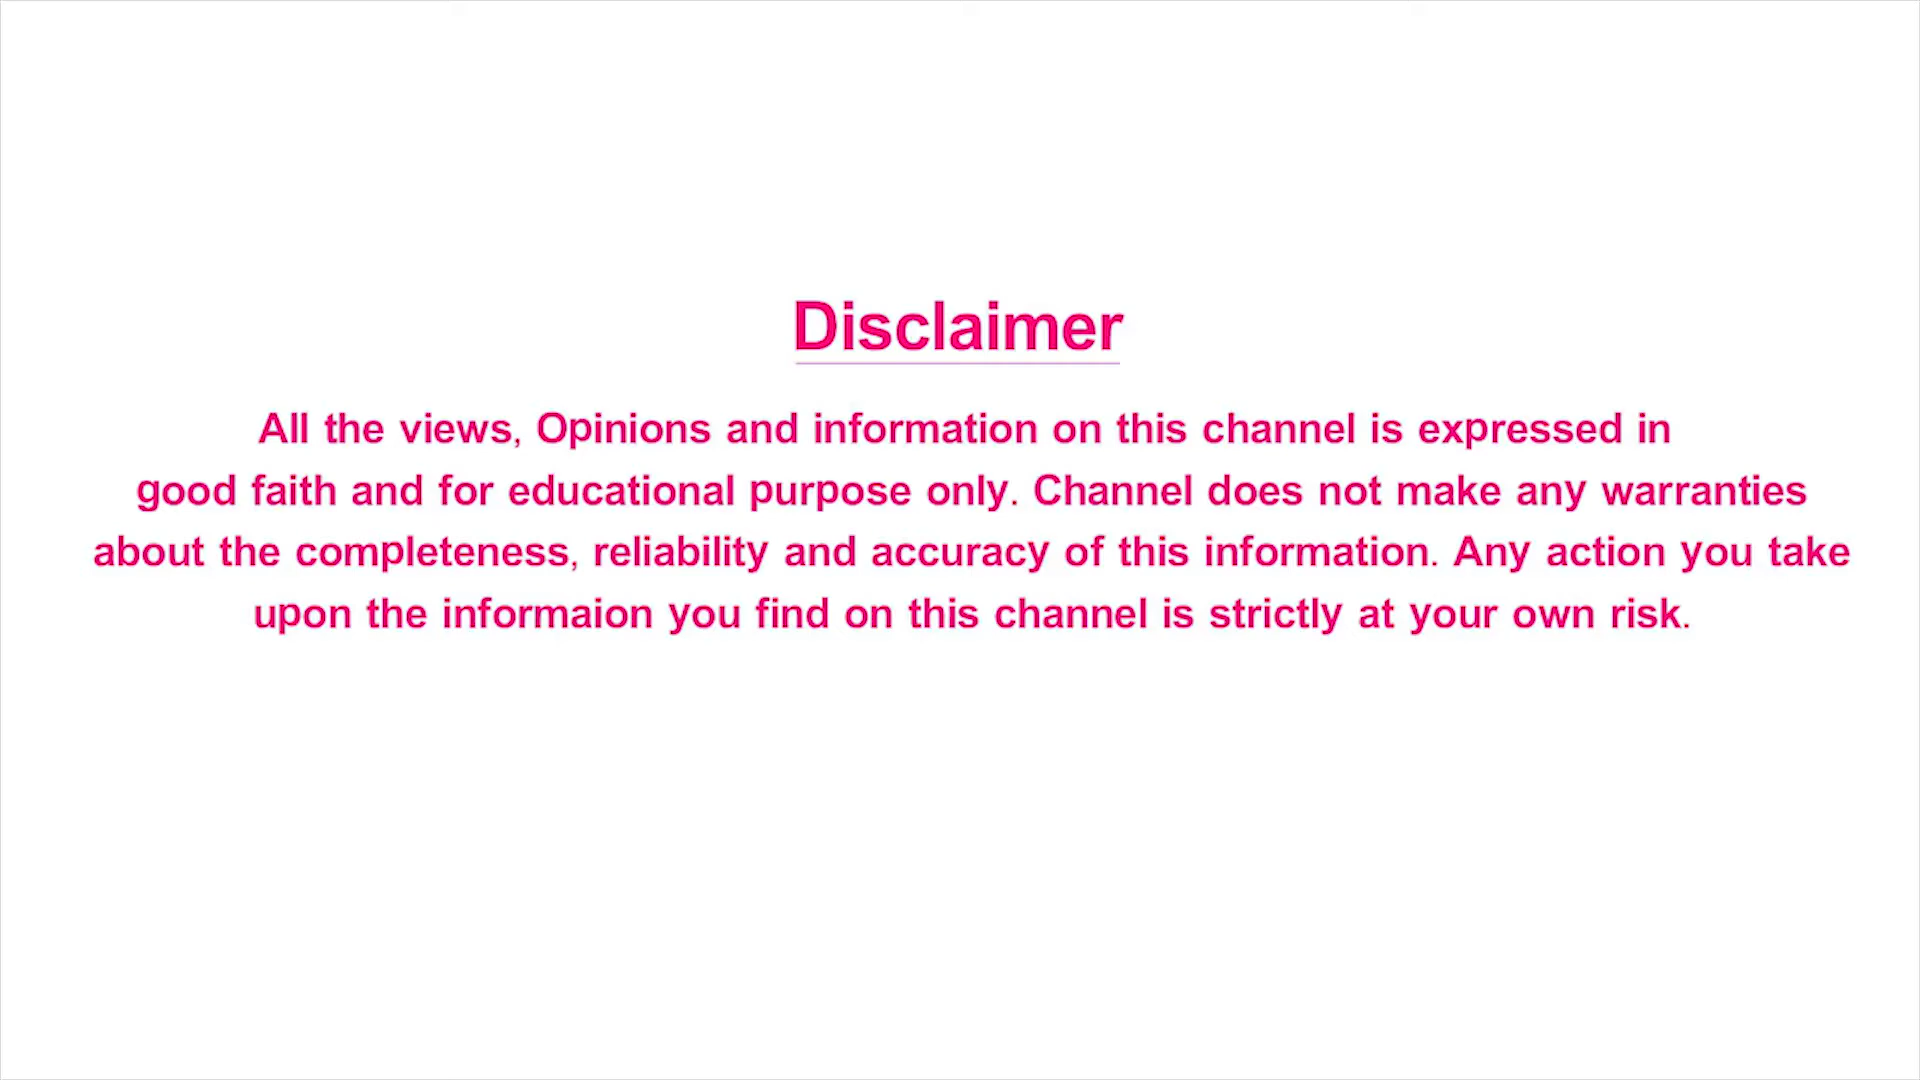 Disclaimer
All the views, Opinions and information on this channel is expressed in
good faith and for educational purpose only. Channel does not make any warranties
about the completeness, reliability and accuracy of this information. Any action you take
upon the informaion you find on this channel is strictly at your own risk.